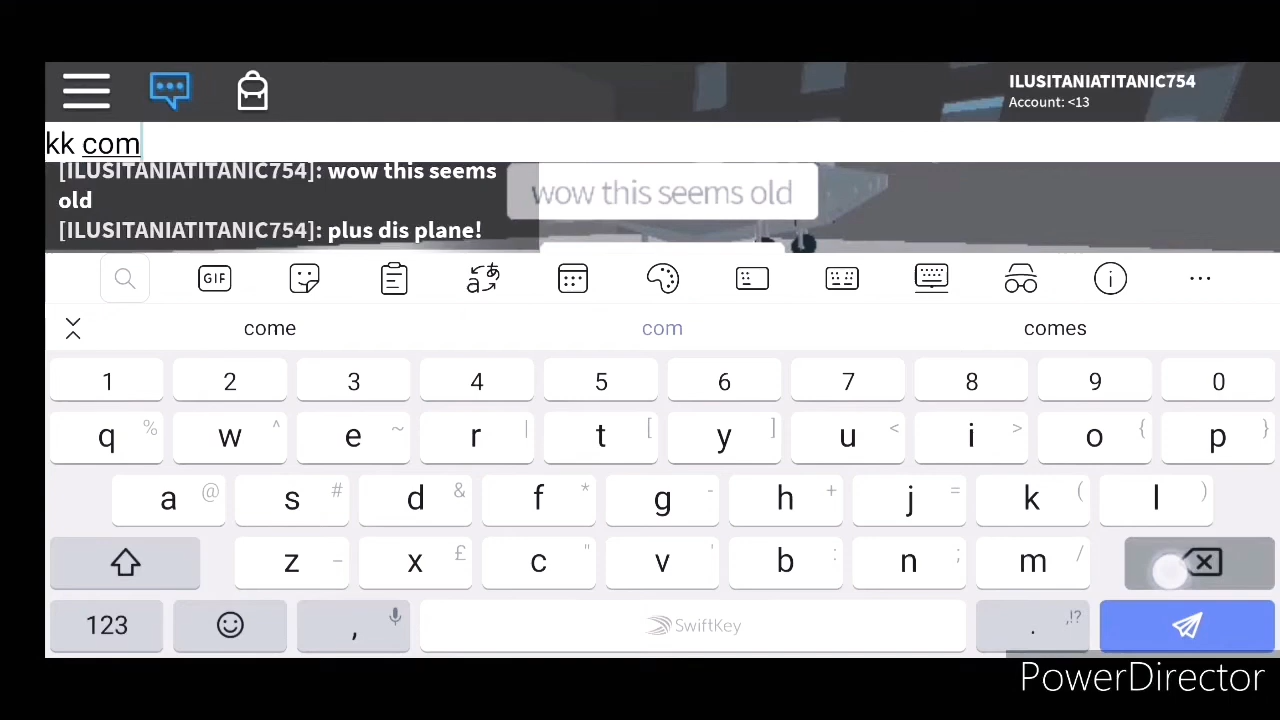 ILUSITANIATITANIC754
Account: <13
kk com
[ILUSITANIATITANIC754]: wow this seems
old
[ILUSITANIATITANIC754]: plus dis plane!
wow this seems old
GIF
come com comes
1 2 3 4 5 6 7 8 9 0
q % w ^ e ~ r | t [ y ] u < i > o { p }
a @ s # d & f * g - h + j = k ( l )
z _ x £ c " v ' b : n ; m /
123 , SwiftKey . ,!?
PowerDirector